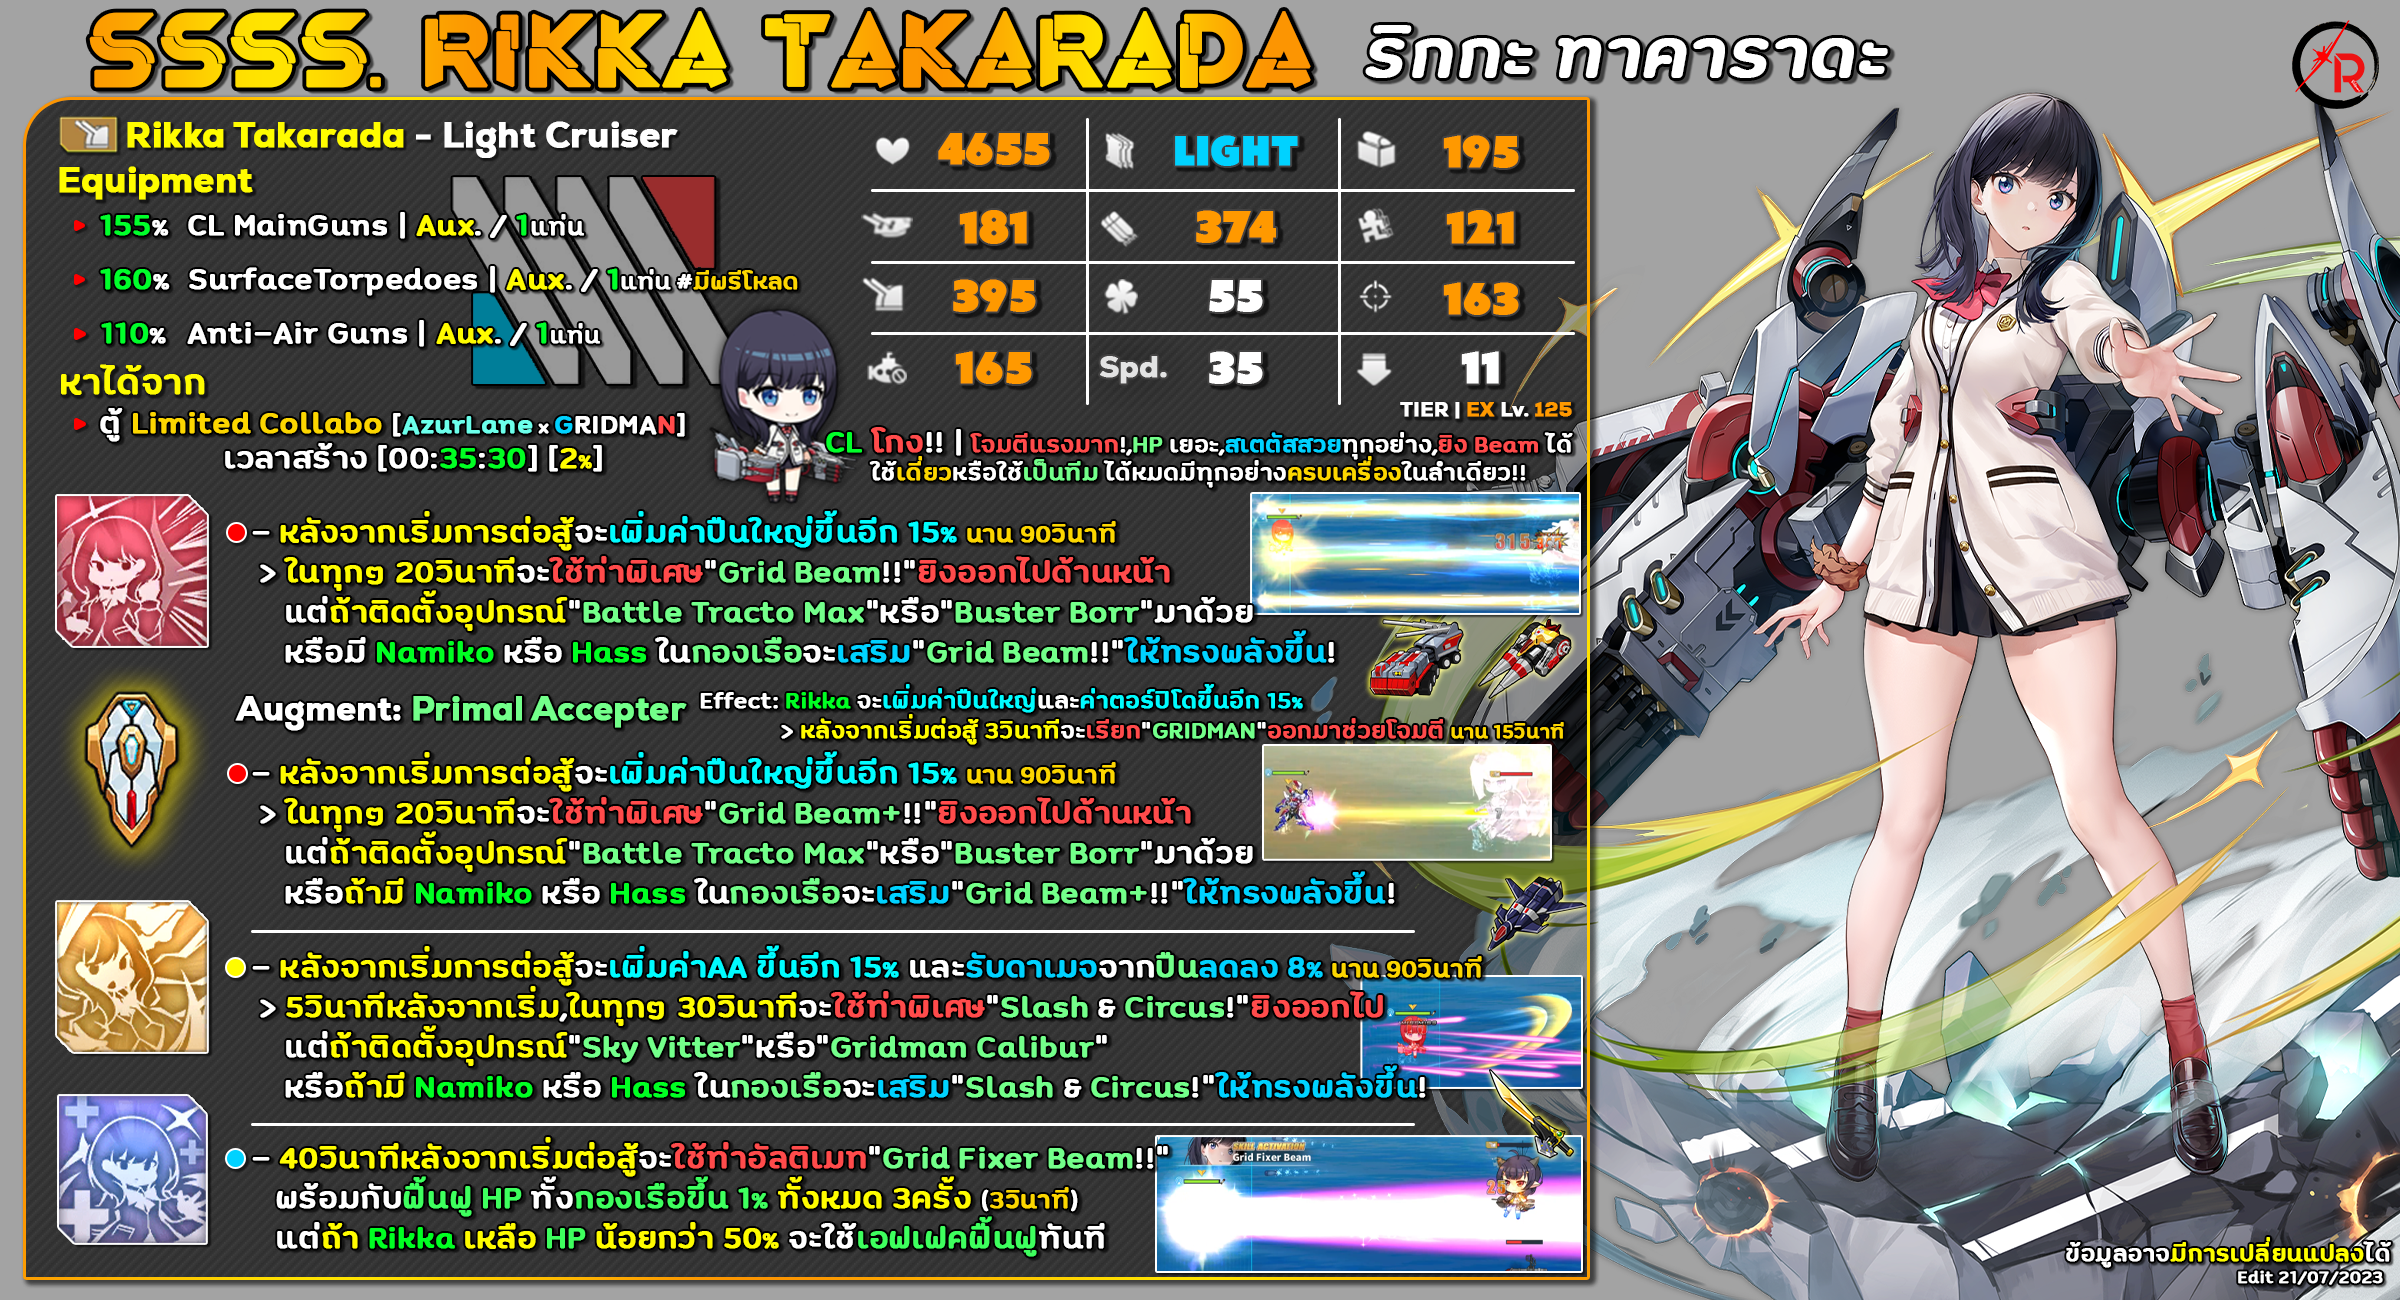 SSSS. RIKKA TAKARADA ริกกะ ทาคาราดะ
R
Rikka Takarada - Light Cruiser
Equipment
155% CL MainGuns | Aux. / 1แท่น
160% SurfaceTorpedoes | Aux. / 1แท่น #มีพรีโหลด
110% Anti-Air Guns | Aux. / 1แท่น
หาได้จาก
ตู้ Limited Collabo [AzurLane x GRIDMAN]
เวลาสร้าง [00:35:30] [2%]
4655 LIGHT 195
181 374 121
395 55 163
165 Spd. 35 11
TIER | EX Lv. 125
CL โกง!! | โจมตีแรงมาก!,HP เยอะ,สเตตัสสวยทุกอย่าง,ยิง Beam ได้
ใช้เดี่ยวหรือใช้เป็นทีม ได้หมดมีทุกอย่างครบเครื่องในลำเดียว!!
- หลังจากเริ่มการต่อสู้จะเพิ่มค่าปืนใหญ่ขึ้นอีก 15% นาน 90วินาที
> ในทุกๆ 20วินาทีจะใช้ท่าพิเศษ"Grid Beam!!"ยิงออกไปด้านหน้า
แต่ถ้าติดตั้งอุปกรณ์"Battle Tracto Max"หรือ"Buster Borr"มาด้วย
หรือมี Namiko หรือ Hass ในกองเรือจะเสริม"Grid Beam!!"ให้ทรงพลังขึ้น!
Augment: Primal Accepter Effect: Rikka จะเพิ่มค่าปืนใหญ่และค่าตอร์ปิโดขึ้นอีก 15%
> หลังจากเริ่มต่อสู้ 3วินาทีจะเรียก"GRIDMAN"ออกมาช่วยโจมตี นาน 15วินาที
- หลังจากเริ่มการต่อสู้จะเพิ่มค่าปืนใหญ่ขึ้นอีก 15% นาน 90วินาที
> ในทุกๆ 20วินาทีจะใช้ท่าพิเศษ"Grid Beam+!!"ยิงออกไปด้านหน้า
แต่ถ้าติดตั้งอุปกรณ์"Battle Tracto Max"หรือ"Buster Borr"มาด้วย
หรือถ้ามี Namiko หรือ Hass ในกองเรือจะเสริม"Grid Beam+!!"ให้ทรงพลังขึ้น!
- หลังจากเริ่มการต่อสู้จะเพิ่มค่าAA ขึ้นอีก 15% และรับดาเมจจากปืนลดลง 8% นาน 90วินาที
> 5วินาทีหลังจากเริ่ม,ในทุกๆ 30วินาทีจะใช้ท่าพิเศษ"Slash & Circus!"ยิงออกไป
แต่ถ้าติดตั้งอุปกรณ์"Sky Vitter"หรือ"Gridman Calibur"
หรือถ้ามี Namiko หรือ Hass ในกองเรือจะเสริม"Slash & Circus!"ให้ทรงพลังขึ้น!
- 40วินาทีหลังจากเริ่มต่อสู้จะใช้ท่าอัลติเมท"Grid Fixer Beam!!"
พร้อมกับฟื้นฟู HP ทั้งกองเรือขึ้น 1% ทั้งหมด 3ครั้ง (3วินาที)
แต่ถ้า Rikka เหลือ HP น้อยกว่า 50% จะใช้เอฟเฟคฟื้นฟูทันที
SKILL ACTIVATION
Grid Fixer Beam
ข้อมูลอาจมีการเปลี่ยนแปลงได้
Edit 21/07/2023